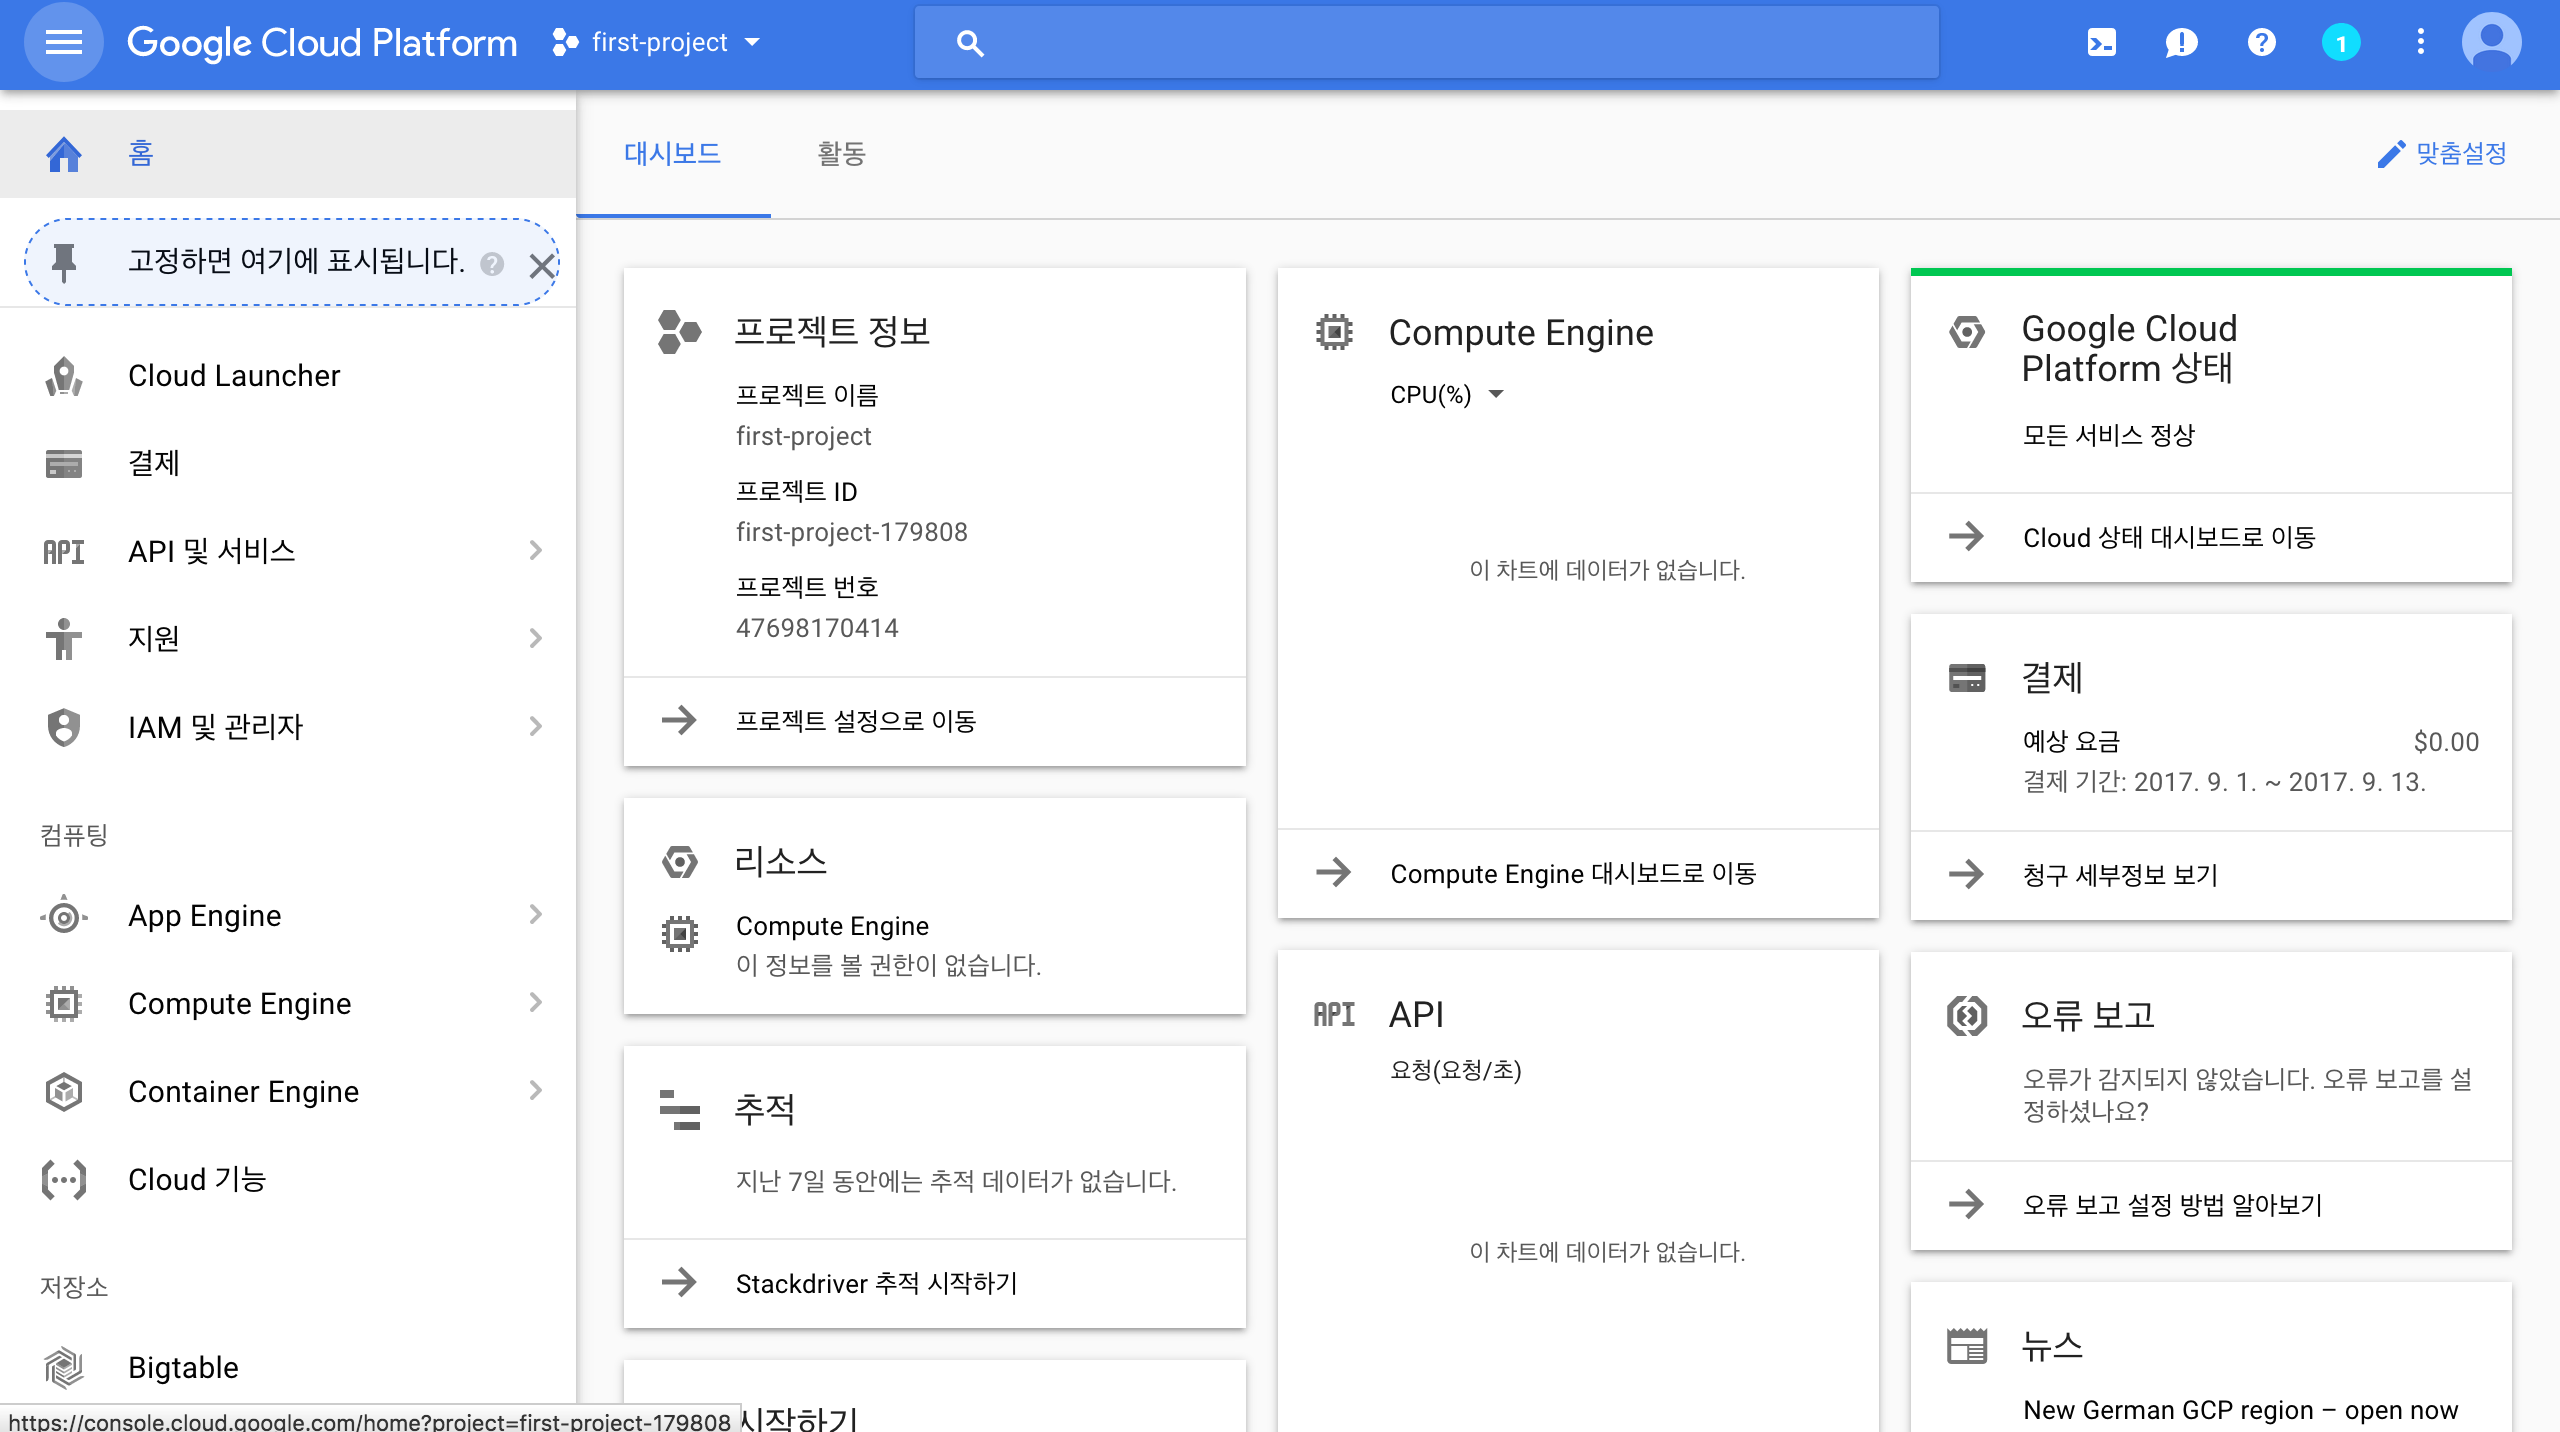 Google Cloud Platform
first-project
1
홈
고정하면 여기에 표시됩니다.
Cloud Launcher
결제
API
API 및 서비스
지원
IAM 및 관리자
컴퓨팅
App Engine
Compute Engine
Container Engine
Cloud 기능
저장소
Bigtable
https://console.cloud.google.com/home?project=first-project-179808
대시보드
활동
맞춤설정
프로젝트 정보
프로젝트 이름
first-project
프로젝트 ID
first-project-179808
프로젝트 번호
47698170414
프로젝트 설정으로 이동
리소스
Compute Engine
이 정보를 볼 권한이 없습니다.
추적
지난 7일 동안에는 추적 데이터가 없습니다.
Stackdriver 추적 시작하기
시작하기
Compute Engine
CPU(%)
이 차트에 데이터가 없습니다.
Compute Engine 대시보드로 이동
API
API
요청(요청/초)
이 차트에 데이터가 없습니다.
Google Cloud
Platform 상태
모든 서비스 정상
Cloud 상태 대시보드로 이동
결제
예상 요금 $0.00
결제 기간: 2017. 9. 1. ~ 2017. 9. 13.
청구 세부정보 보기
오류 보고
오류가 감지되지 않았습니다. 오류 보고를 설
정하셨나요?
오류 보고 설정 방법 알아보기
뉴스
New German GCP region – open now